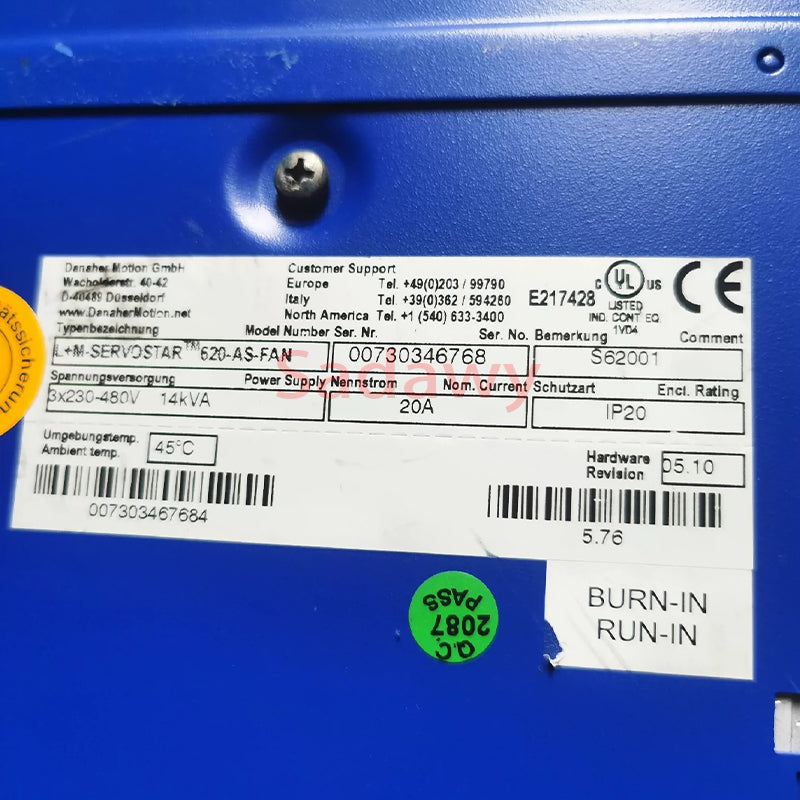 Danaher Motion GmbH
Wacholderstr. 40-42
D-40489 Düsseldorf
www.DanaherMotion.net
Customer Support
Europe Tel. +49(0)203 / 99790
Italy Tel. +39(0)362 / 594260
North America Tel. +1 (540) 633-3400
E217428
C UL US
LISTED
IND. CONT. EQ.
1VD4
CE
Typenbezeichnung Model Number Ser. Nr. Ser. No. Bemerkung Comment
L+M-SERVOSTAR™620-AS-FAN 00730346768 S62001
Spannungsversorgung Power Supply Nennstrom Nom. Current Schutzart Encl. Rating
3x230-480V 14kVA 20A IP20
Umgebungstemp. 45°C
Ambient temp.
Hardware 05.10
Revision
007303467684
5.76
BURN-IN
RUN-IN
Q.C.
2087
PASS
Sadawy